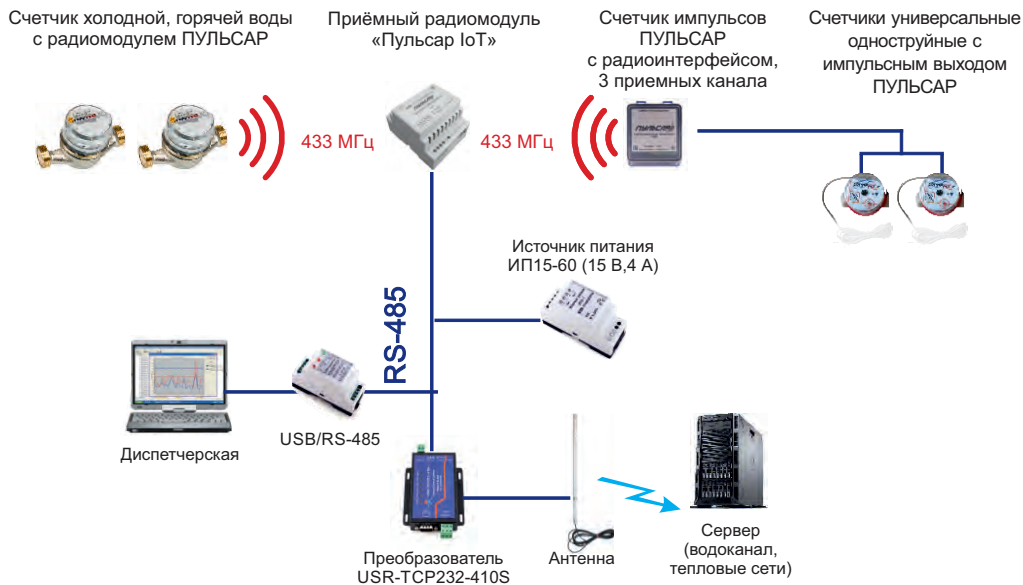 Счетчик холодной, горячей воды
с радиомодулем ПУЛЬСАР
Приёмный радиомодуль
«Пульсар IoT»
Счетчик импульсов
ПУЛЬСАР
с радиоинтерфейсом,
3 приемных канала
Счетчики универсальные
одноструйные с
импульсным выходом
ПУЛЬСАР
433 МГц
433 МГц
Источник питания
ИП15-60 (15 В,4 А)
RS-485
USB/RS-485
Диспетчерская
Преобразователь
USR-TCP232-410S
Антенна
Сервер
(водоканал,
тепловые сети)